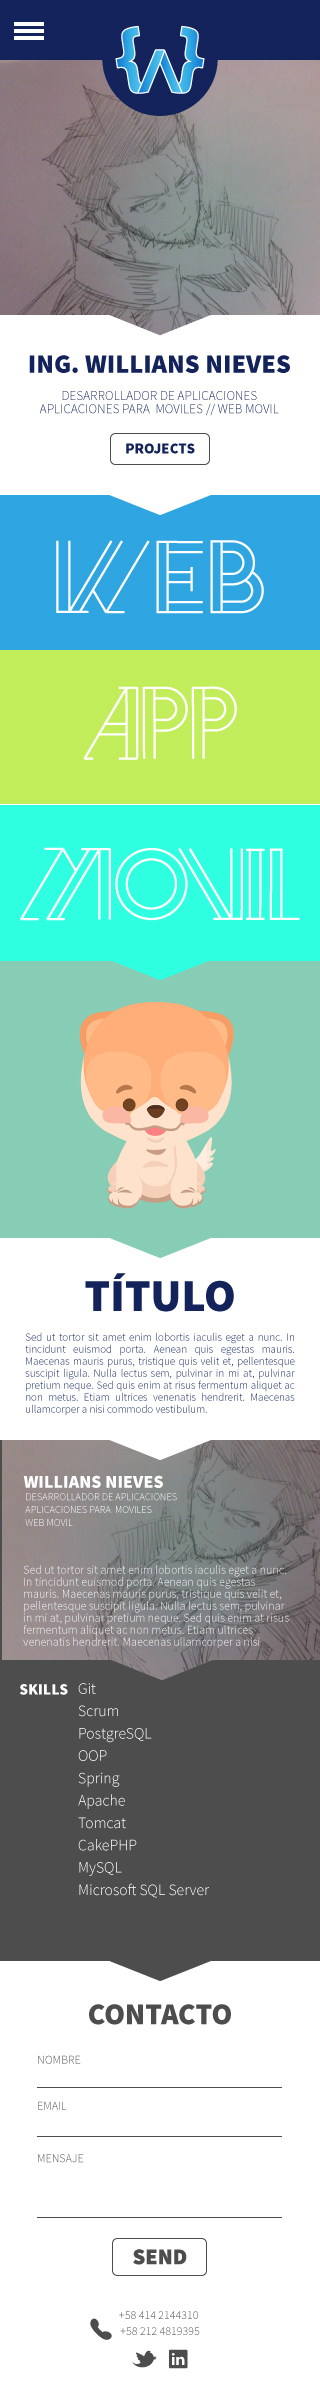 {W}
ING. WILLIANS NIEVES
DESARROLLADOR DE APLICACIONES
APLICACIONES PARA MOVILES // WEB MOVIL
PROJECTS
WEB
APP
MOVIL
TÍTULO
Sed ut tortor sit amet enim lobortis iaculis eget a nunc. In
tincidunt euismod porta. Aenean quis egestas mauris.
Maecenas mauris purus, tristique quis velit et, pellentesque
suscipit ligula. Nulla lectus sem, pulvinar in mi at, pulvinar
pretium neque. Sed quis enim at risus fermentum aliquet ac
non metus. Etiam ultrices venenatis hendrerit. Maecenas
ullamcorper a nisi commodo vestibulum.
WILLIANS NIEVES
DESARROLLADOR DE APLICACIONES
APLICACIONES PARA MOVILES
WEB MOVIL
Sed ut tortor sit amet enim lobortis iaculis eget a nunc.
In tincidunt euismod porta. Aenean quis egestas
mauris. Maecenas mauris purus, tristique quis velit et,
pellentesque suscipit ligula. Nulla lectus sem, pulvinar
in mi at, pulvinar pretium neque. Sed quis enim at risus
fermentum aliquet ac non metus. Etiam ultrices
venenatis hendrerit. Maecenas ullamcorper a nisi
SKILLS
Git
Scrum
PostgreSQL
OOP
Spring
Apache
Tomcat
CakePHP
MySQL
Microsoft SQL Server
CONTACTO
NOMBRE
EMAIL
MENSAJE
SEND
+58 414 2144310
+58 212 4819395
in